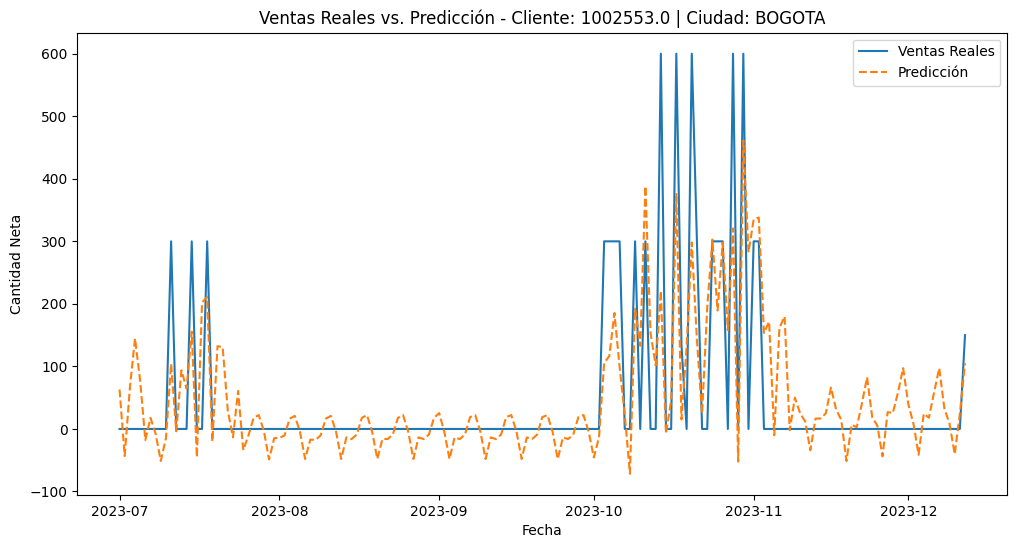 Ventas Reales vs. Predicción - Cliente: 1002553.0 | Ciudad: BOGOTA
Ventas Reales
Predicción
Cantidad Neta
600
500
400
300
200
100
0
−100
2023-07
2023-08
2023-09
2023-10
2023-11
2023-12
Fecha